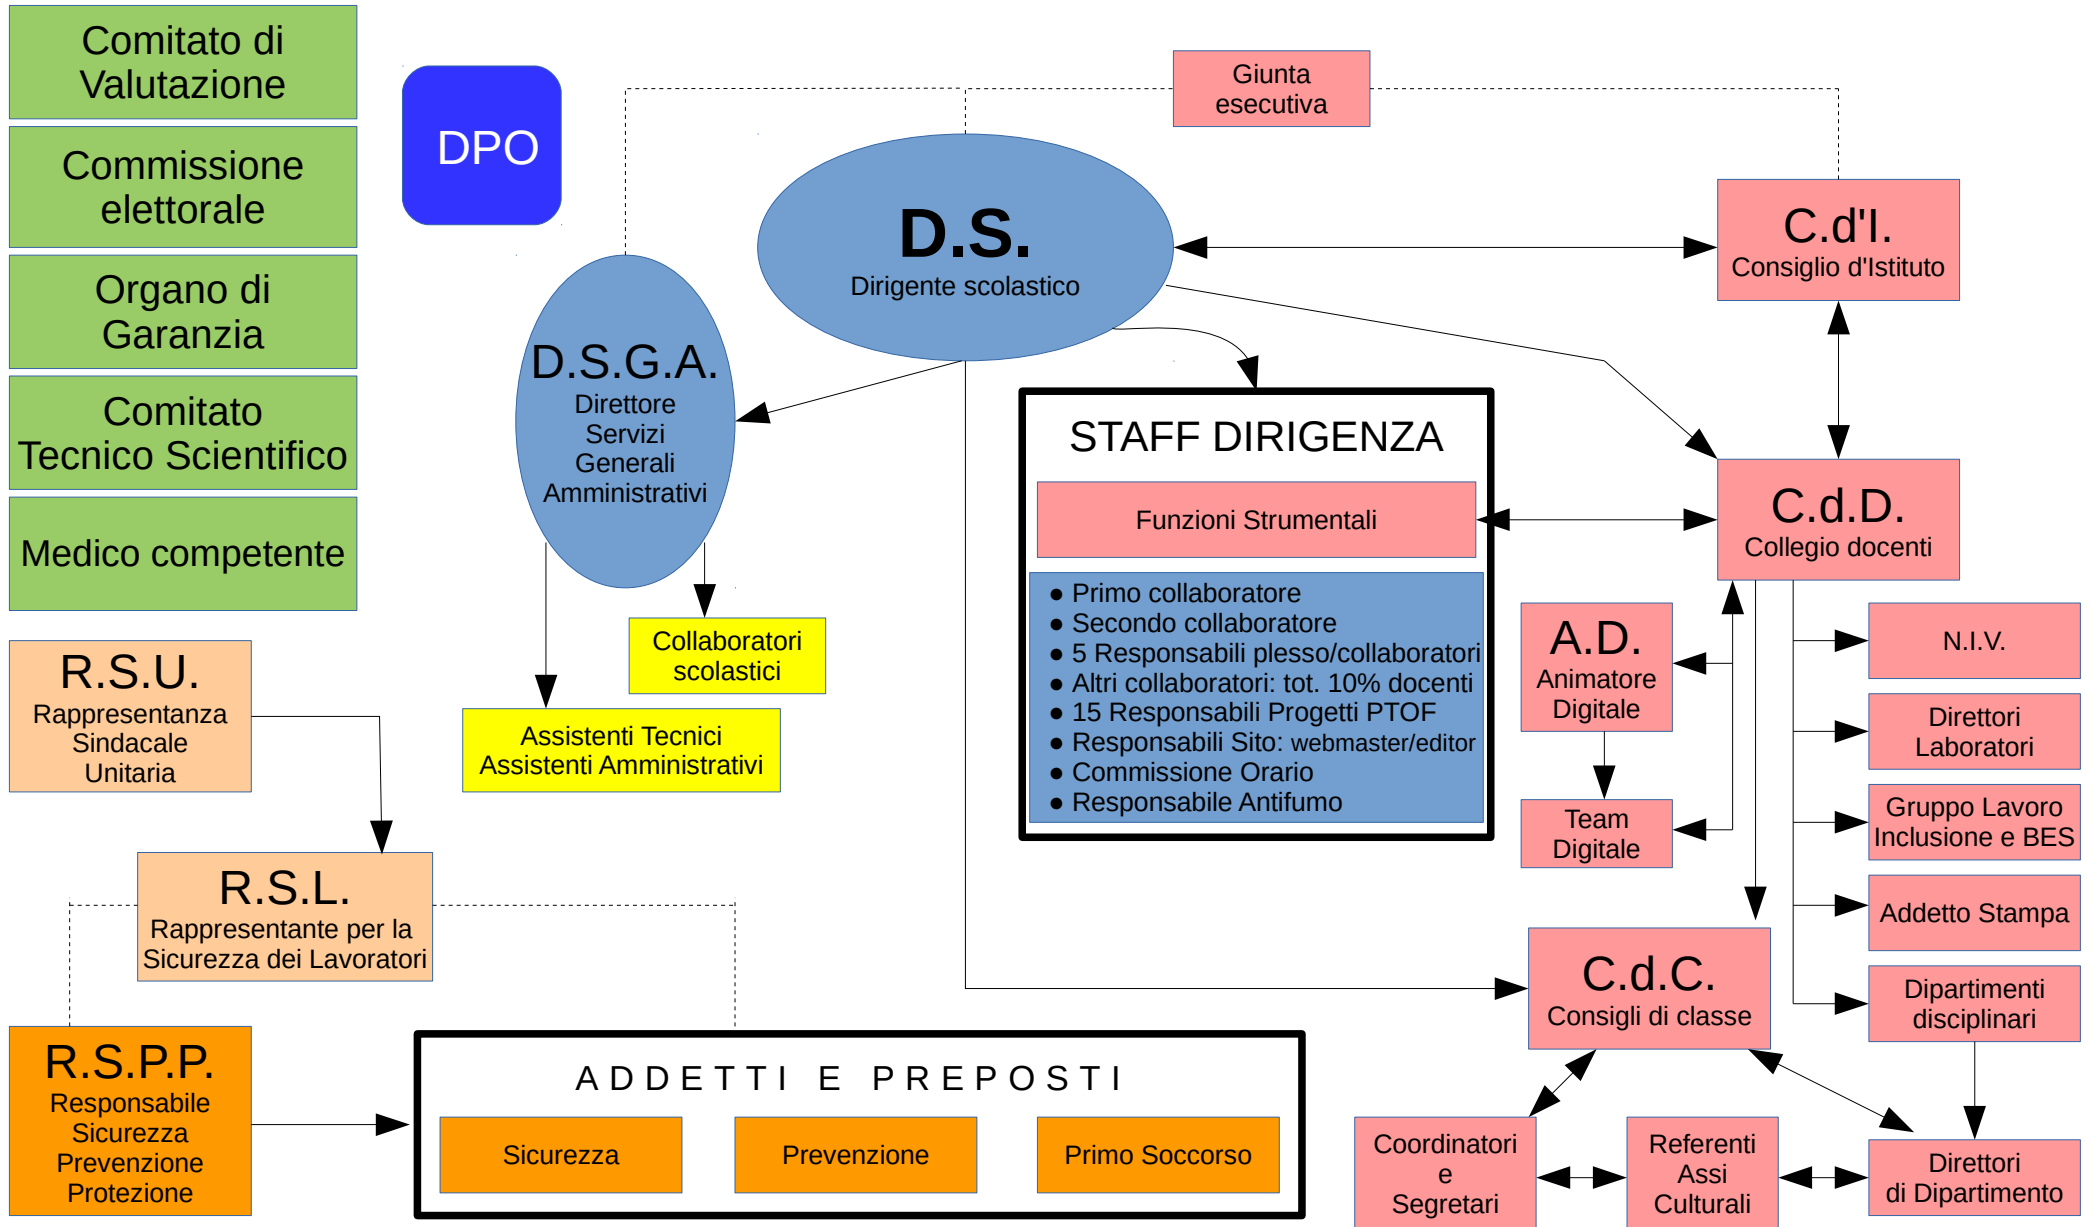 Comitato di
Valutazione
Commissione
elettorale
Organo di
Garanzia
Comitato
Tecnico Scientifico
Medico competente
R.S.U.
Rappresentanza
Sindacale
Unitaria
R.S.L.
Rappresentante per la
Sicurezza dei Lavoratori
R.S.P.P.
Responsabile
Sicurezza
Prevenzione
Protezione
DPO
Giunta
esecutiva
D.S.
Dirigente scolastico
D.S.G.A.
Direttore
Servizi
Generali
Amministrativi
Collaboratori
scolastici
Assistenti Tecnici
Assistenti Amministrativi
STAFF DIRIGENZA
Funzioni Strumentali
● Primo collaboratore
● Secondo collaboratore
● 5 Responsabili plesso/collaboratori
● Altri collaboratori: tot. 10% docenti
● 15 Responsabili Progetti PTOF
● Responsabili Sito: webmaster/editor
● Commissione Orario
● Responsabile Antifumo
C.d'I.
Consiglio d'Istituto
C.d.D.
Collegio docenti
A.D.
Animatore
Digitale
Team
Digitale
N.I.V.
Direttori
Laboratori
Gruppo Lavoro
Inclusione e BES
Addetto Stampa
Dipartimenti
disciplinari
C.d.C.
Consigli di classe
Coordinatori
e
Segretari
Referenti
Assi
Culturali
Direttori
di Dipartimento
ADDETTI E PREPOSTI
Sicurezza
Prevenzione
Primo Soccorso